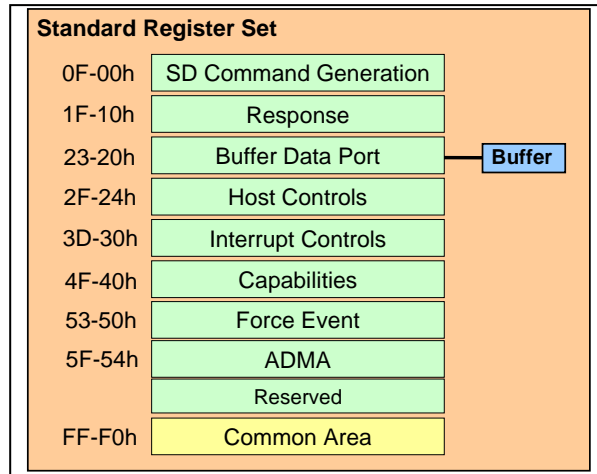 Standard Register Set
0F-00h SD Command Generation
1F-10h Response
23-20h Buffer Data Port Buffer
2F-24h Host Controls
3D-30h Interrupt Controls
4F-40h Capabilities
53-50h Force Event
5F-54h ADMA
Reserved
FF-F0h Common Area